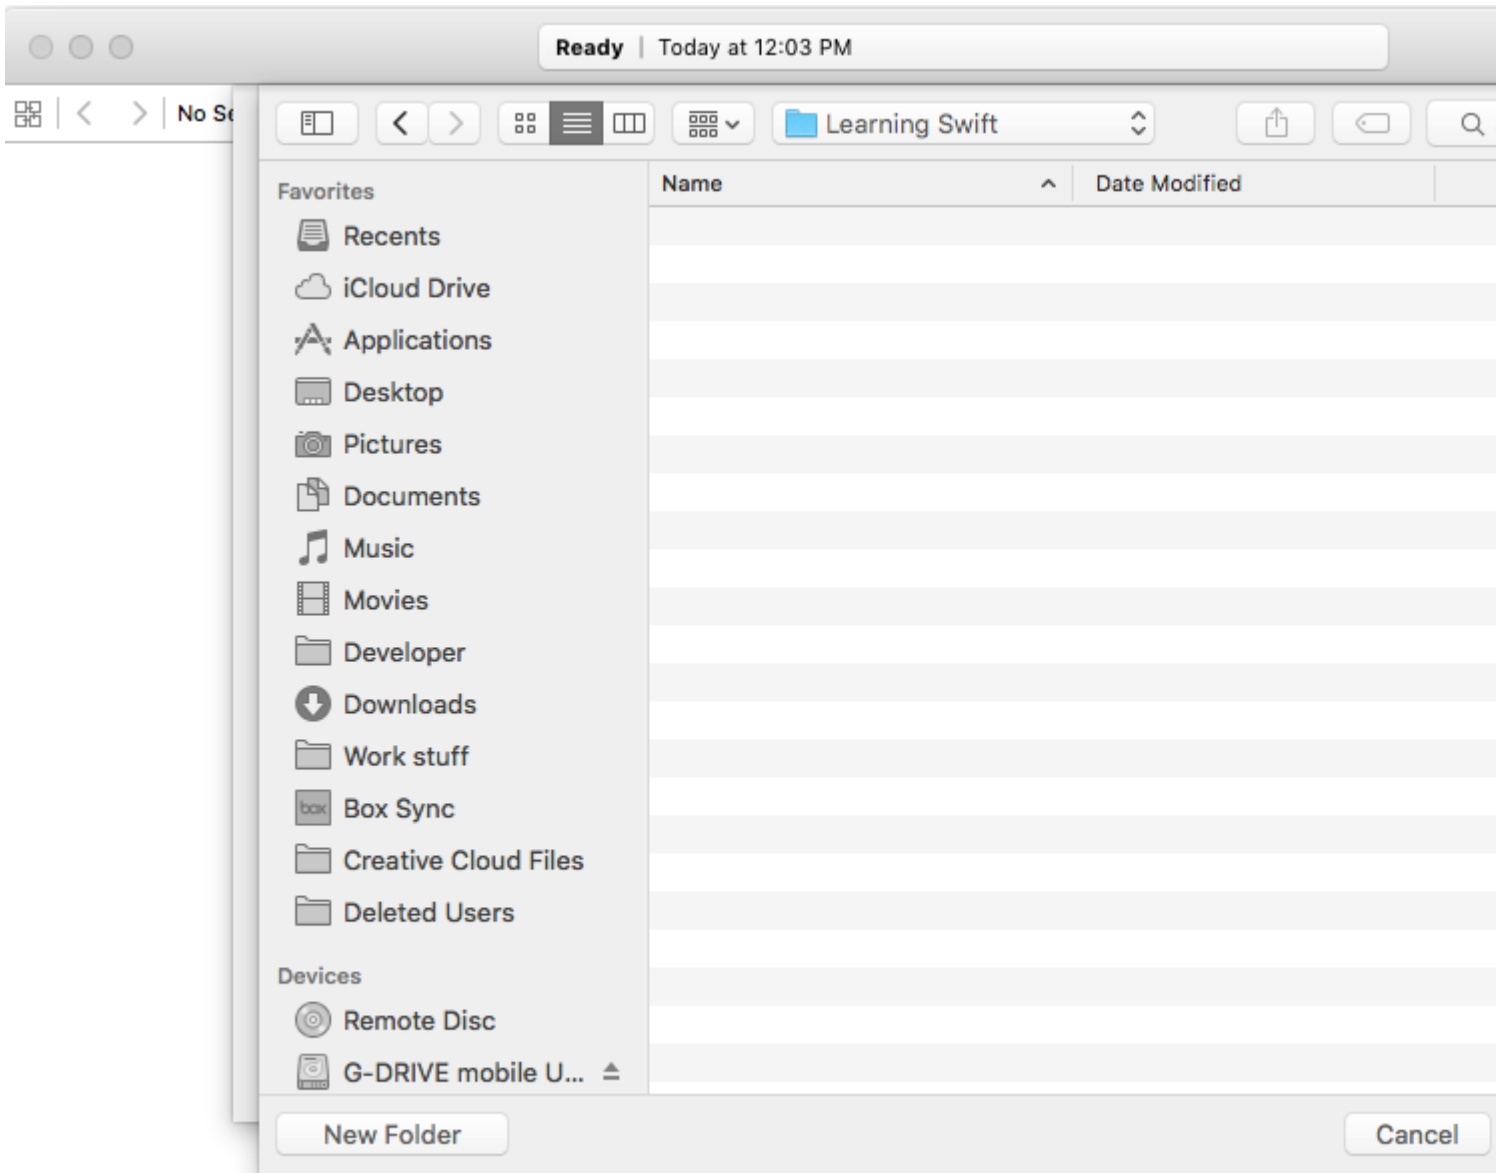 Ready | Today at 12:03 PM
No Se
Learning Swift
Favorites
Name
Date Modified
Recents
iCloud Drive
Applications
Desktop
Pictures
Documents
Music
Movies
Developer
Downloads
Work stuff
box
Box Sync
Creative Cloud Files
Deleted Users
Devices
Remote Disc
G-DRIVE mobile U...
New Folder
Cancel